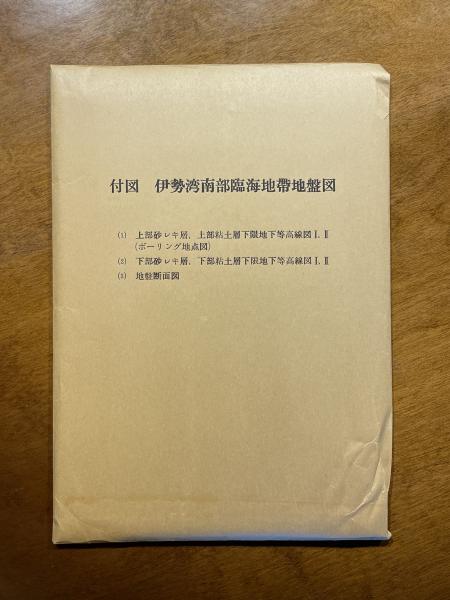 付図 伊勢湾南部臨海地帯地盤図
(1) 上部砂レキ層，上部粘土層下限地下等高線図Ⅰ，Ⅱ
(ボーリング地点図)
(2) 下部砂レキ層，下部粘土層下限地下等高線図Ⅰ，Ⅱ
(3) 地盤断面図